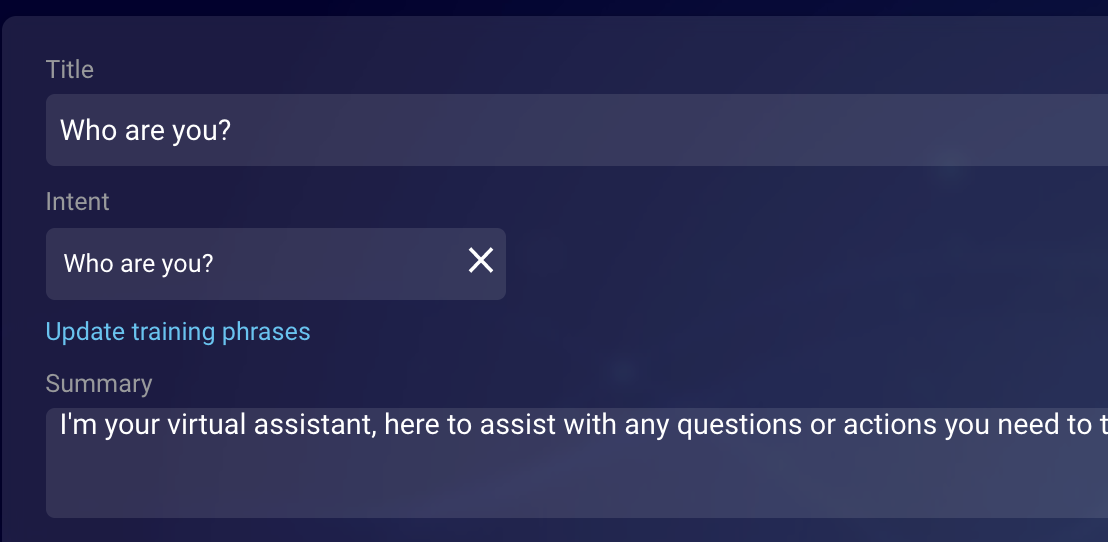 Title
Who are you?
Intent
Who are you?
Update training phrases
Summary
I'm your virtual assistant, here to assist with any questions or actions you need to